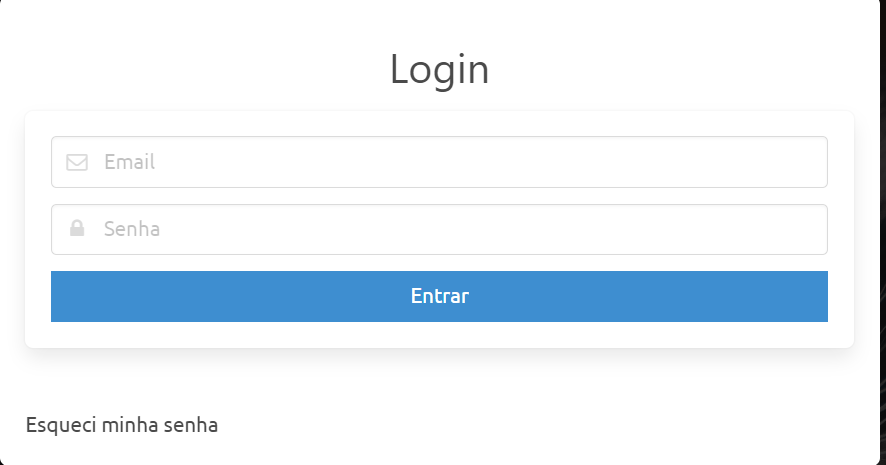 Login
Email
Senha
Entrar
Esqueci minha senha